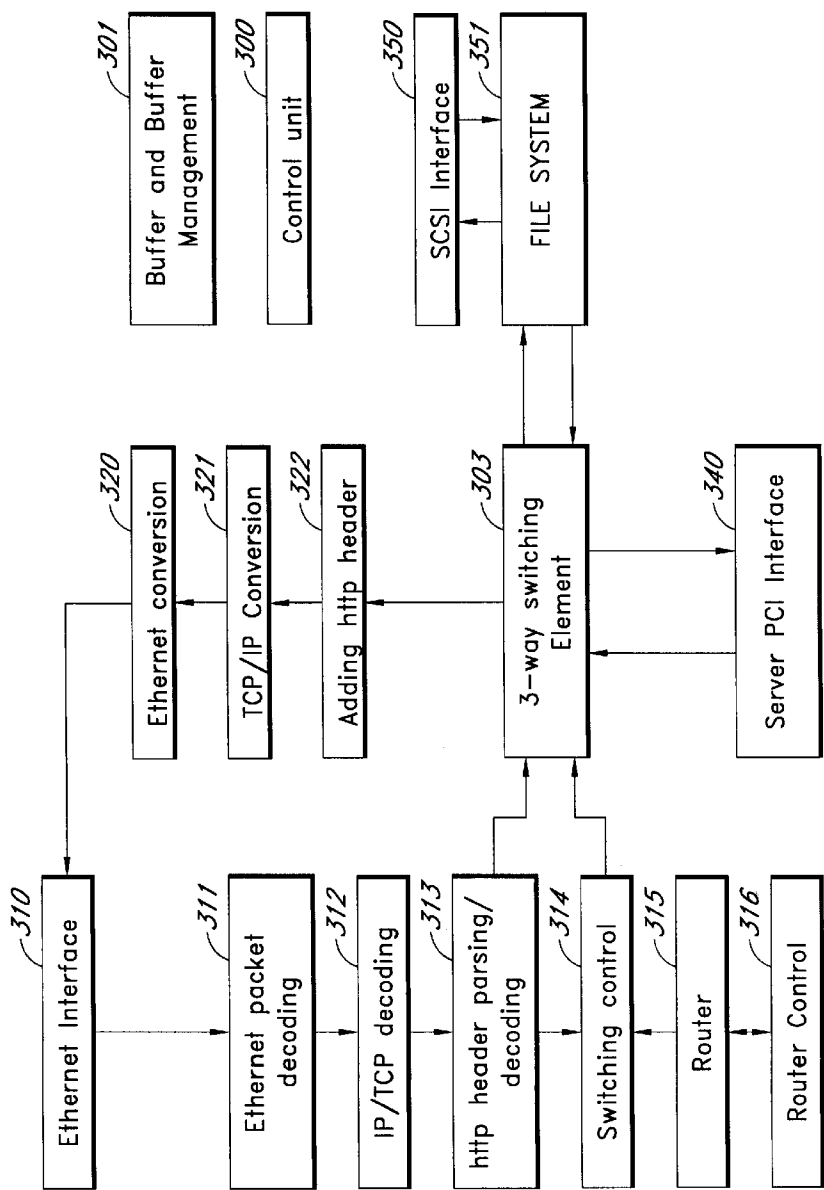 310
Ethernet Interface
311
Ethernet packet
decoding
312
IP/TCP decoding
313
http header parsing/
decoding
314
Switching control
315
Router
316
Router Control
320
Ethernet conversion
321
TCP/IP Conversion
322
Adding http header
303
3-way switching
Element
340
Server PCI Interface
301
Buffer and Buffer
Management
300
Control unit
350
SCSI Interface
351
FILE SYSTEM